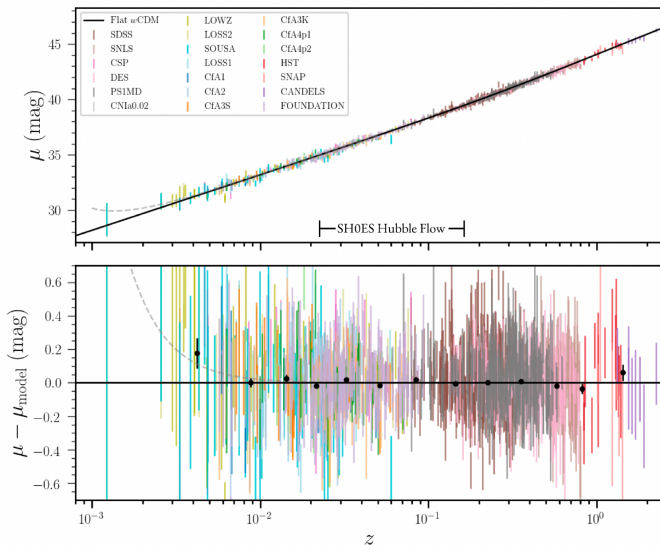 Flat wCDM
SDSS
SNLS
CSP
DES
PS1MD
CNIa0.02
LOWZ
LOSS2
SOUSA
LOSS1
CfA1
CfA2
CfA3S
CfA3K
CfA4p1
CfA4p2
HST
SNAP
CANDELS
FOUNDATION
μ (mag)
45
40
35
30
SH0ES Hubble Flow
μ − μmodel (mag)
0.6
0.4
0.2
0.0
−0.2
−0.4
−0.6
10⁻³
10⁻²
10⁻¹
10⁰
z